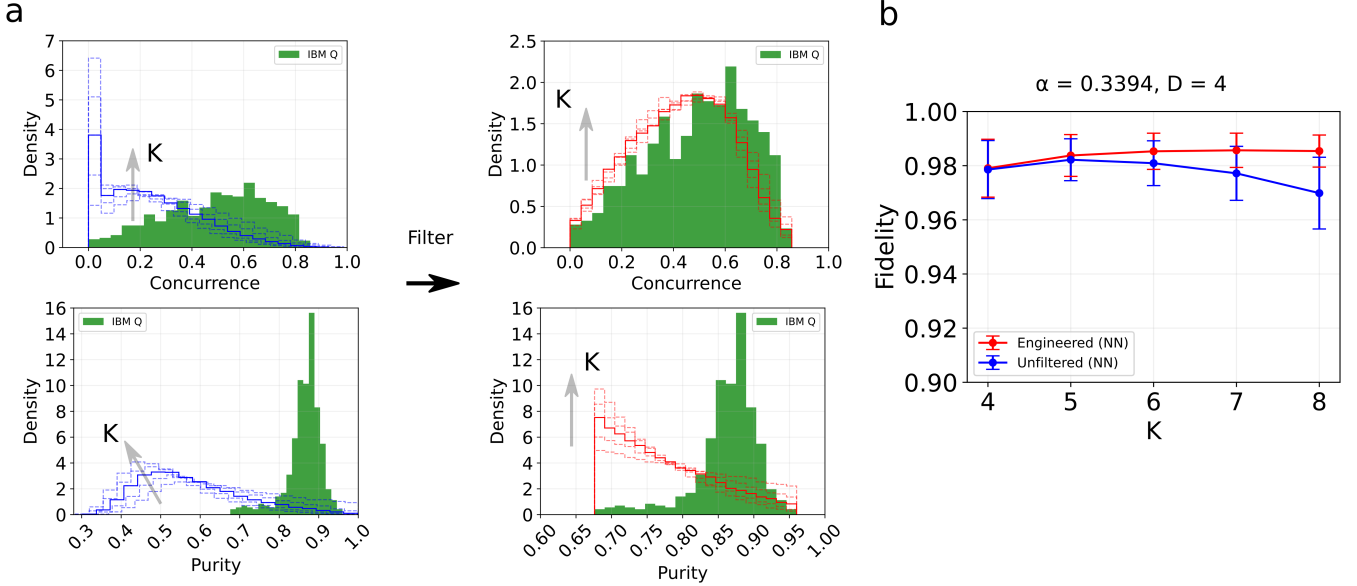 a
7
6
5
4
3
2
1
0
Density
IBM Q
K
0.0 0.2 0.4 0.6 0.8 1.0
Concurrence
Filter
2.5
2.0
1.5
1.0
0.5
0.0
Density
IBM Q
K
0.0 0.2 0.4 0.6 0.8 1.0
Concurrence
16
14
12
10
8
6
4
2
0
Density
IBM Q
K
0.3 0.4 0.5 0.6 0.7 0.8 0.9 1.0
Purity
16
14
12
10
8
6
4
2
0
Density
IBM Q
K
0.60 0.65 0.70 0.75 0.80 0.85 0.90 0.95 1.00
Purity
b
α = 0.3394, D = 4
1.00
0.98
0.96
0.94
0.92
0.90
Fidelity
Engineered (NN)
Unfiltered (NN)
4 5 6 7 8
K